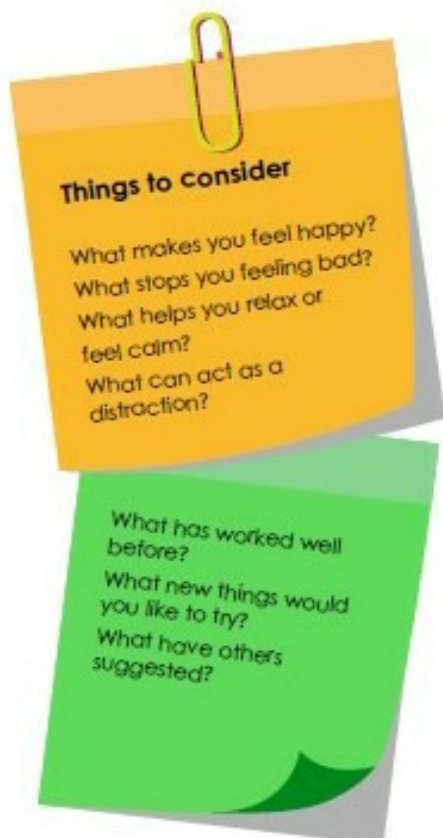 Things to consider
What makes you feel happy?
What stops you feeling bad?
What helps you relax or
feel calm?
What can act as a
distraction?
What has worked well
before?
What new things would
you like to try?
What have others
suggested?